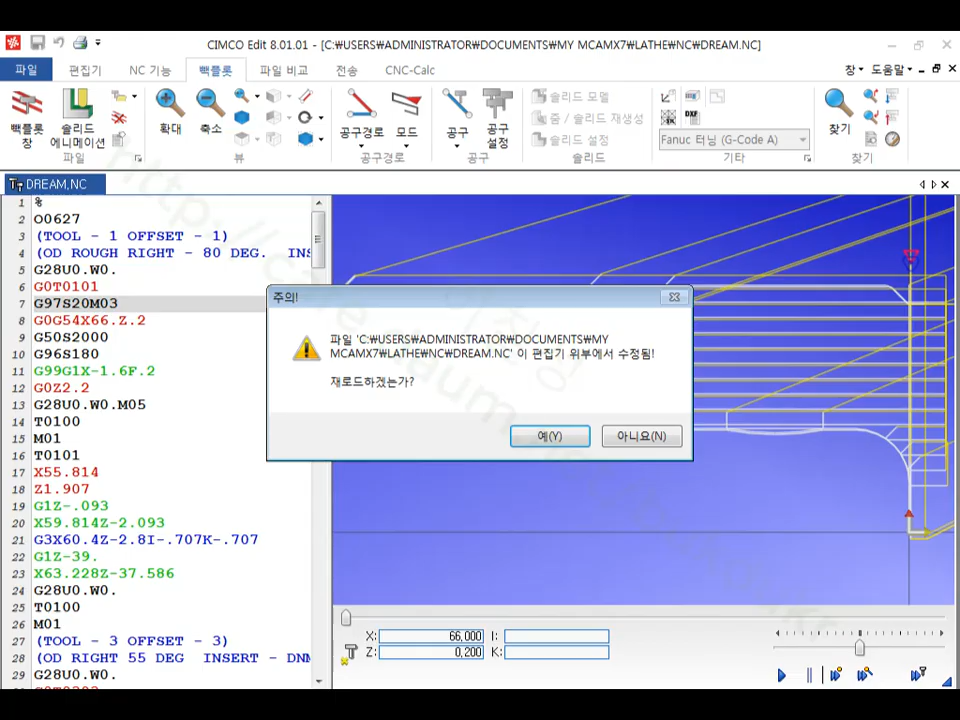 CIMCO Edit 8.01.01 - [C:₩USERS₩ADMINISTRATOR₩DOCUMENTS₩MY MCAMX7₩LATHE₩NC₩DREAM.NC]
파일 편집기 NC 기능 백플롯 파일 비교 전송 CNC-Calc 창 도움말
백플롯 창
솔리드 에니메이션
확대 축소
공구경로 모드
공구 공구 설정
솔리드 모델
줌 / 솔리드 재생성
솔리드 설정
DXF
Fanuc 터닝 (G-Code A)
찾기
파일 뷰 공구경로 공구 솔리드 기타 찾기
DREAM,NC
1 %
2 O0627
3 (TOOL - 1 OFFSET - 1)
4 (OD ROUGH RIGHT - 80 DEG. INS
5 G28U0.W0.
6 G0T0101
7 G97S20M03
8 G0G54X66.Z.2
9 G50S2000
10 G96S180
11 G99G1X-1.6F.2
12 G0Z2.2
13 G28U0.W0.M05
14 T0100
15 M01
16 T0101
17 X55.814
18 Z1.907
19 G1Z-.093
20 X59.814Z-2.093
21 G3X60.4Z-2.8I-.707K-.707
22 G1Z-39.
23 X63.228Z-37.586
24 G28U0.W0.
25 T0100
26 M01
27 (TOOL - 3 OFFSET - 3)
28 (OD RIGHT 55 DEG INSERT - DNM
29 G28U0.W0.
주의!
파일 'C:₩USERS₩ADMINISTRATOR₩DOCUMENTS₩MY
MCAMX7₩LATHE₩NC₩DREAM.NC' 이 편집기 위부에서 수정됨!
재로드하겠는가?
예(Y) 아니요(N)
X: 66,000 I:
Z: 0,200 K: